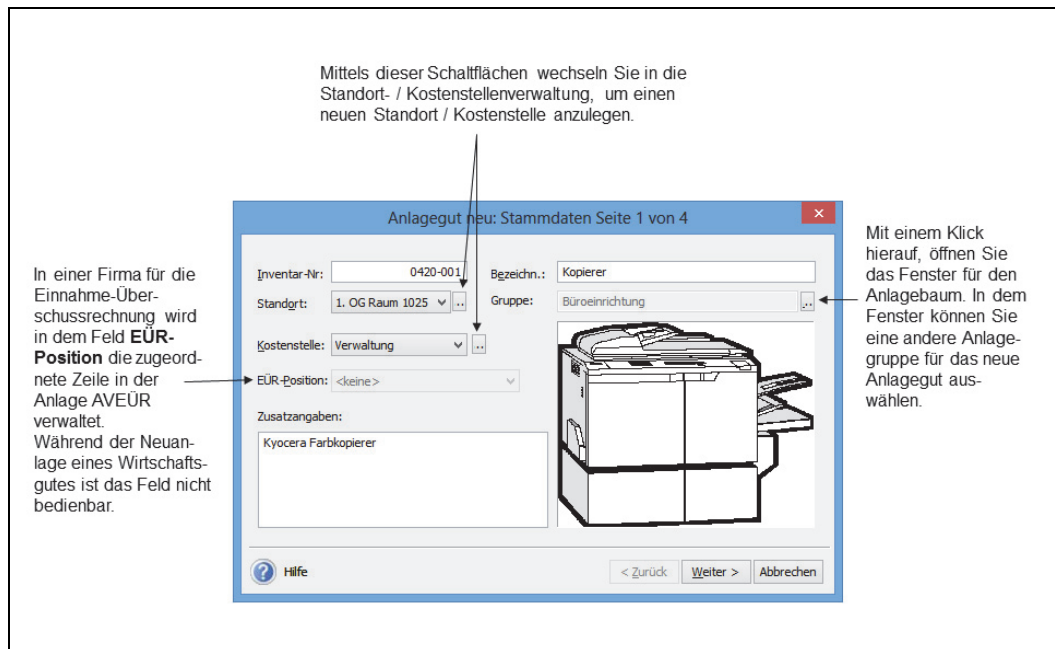 Mittels dieser Schaltflächen wechseln Sie in die
Standort- / Kostenstellenverwaltung, um einen
neuen Standort / Kostenstelle anzulegen.
In einer Firma für die
Einnahme-Über-
schussrechnung wird
in dem Feld EÜR-
Position die zugeord-
nete Zeile in der
Anlage AVEÜR
verwaltet.
Während der Neuan-
lage eines Wirtschafts-
gutes ist das Feld nicht
bedienbar.
Anlagegut neu: Stammdaten Seite 1 von 4
Inventar-Nr: 0420-001 Bezeichn.: Kopierer
Standort: 1. OG Raum 1025 .. Gruppe: Büroeinrichtung ..
Kostenstelle: Verwaltung ..
EÜR-Position: <keine>
Zusatzangaben:
Kyocera Farbkopierer
Hilfe < Zurück Weiter > Abbrechen
Mit einem Klick
hierauf, öffnen Sie
das Fenster für den
Anlagebaum. In dem
Fenster können Sie
eine andere Anlage-
gruppe für das neue
Anlagegut aus-
wählen.